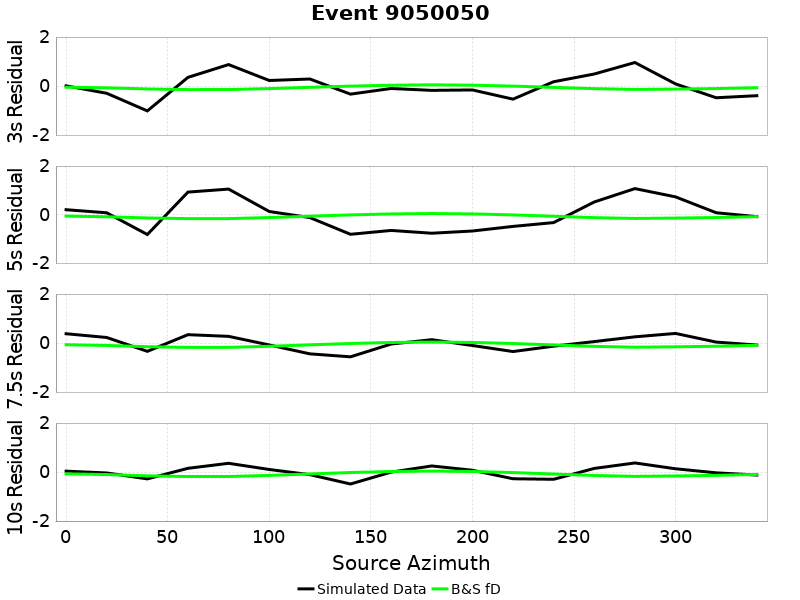 Event 9050050
3s Residual
2
0
-2
5s Residual
2
0
-2
7.5s Residual
2
0
-2
10s Residual
2
0
-2
0 50 100 150 200 250 300
Source Azimuth
Simulated Data B&S fD